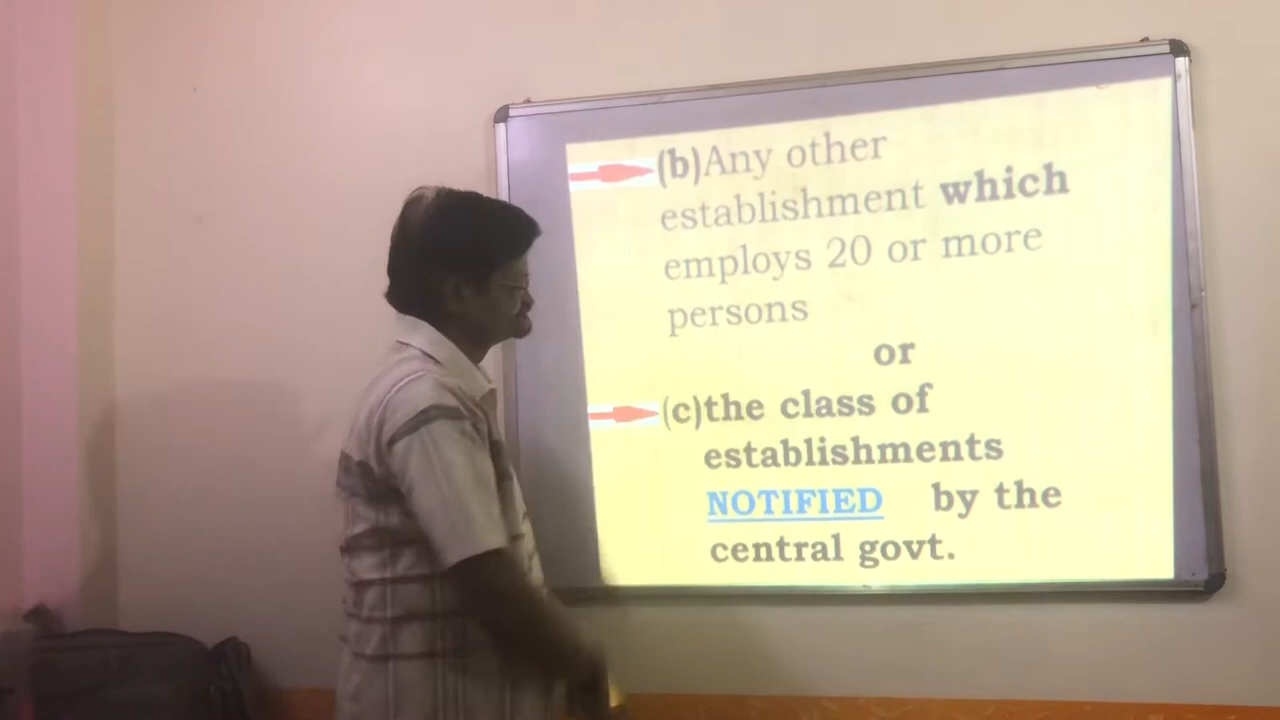 (b)Any other
establishment which
employs 20 or more
persons
or
(c)the class of
establishments
NOTIFIED by the
central govt.